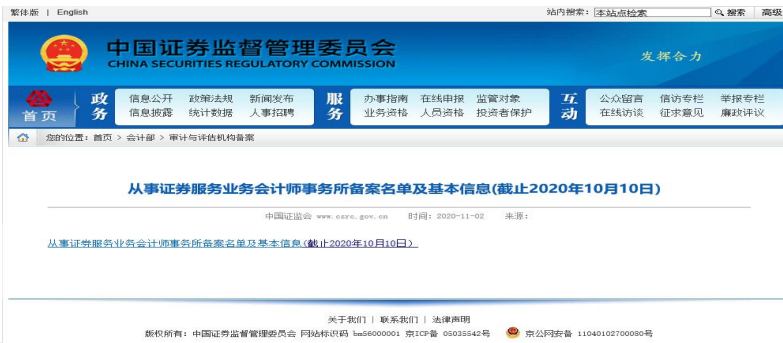 繁体版 | English 站内搜索: 本站点检索 搜索 高级
中国证券监督管理委员会
CHINA SECURITIES REGULATORY COMMISSION
发挥合力
首页 政务 信息公开 政策法规 新闻发布 服务 办事指南 在线申报 监管对象 互动 公众留言 信访专栏 举报专栏
信息披露 统计数据 人事招聘 业务资格 人员资格 投资者保护 在线访谈 征求意见 廉政评议
您的位置: 首页 > 会计部 > 审计与评估机构备案
从事证券服务业务会计师事务所备案名单及基本信息(截止2020年10月10日)
中国证监会 www.csrc.gov.cn 时间: 2020-11-02 来源:
从事证券服务业务会计师事务所备案名单及基本信息(截止2020年10月10日)
关于我们 | 联系我们 | 法律声明
版权所有: 中国证券监督管理委员会 网站标识码 bm56000001 京ICP备 05035542号 京公网安备 11040102700080号